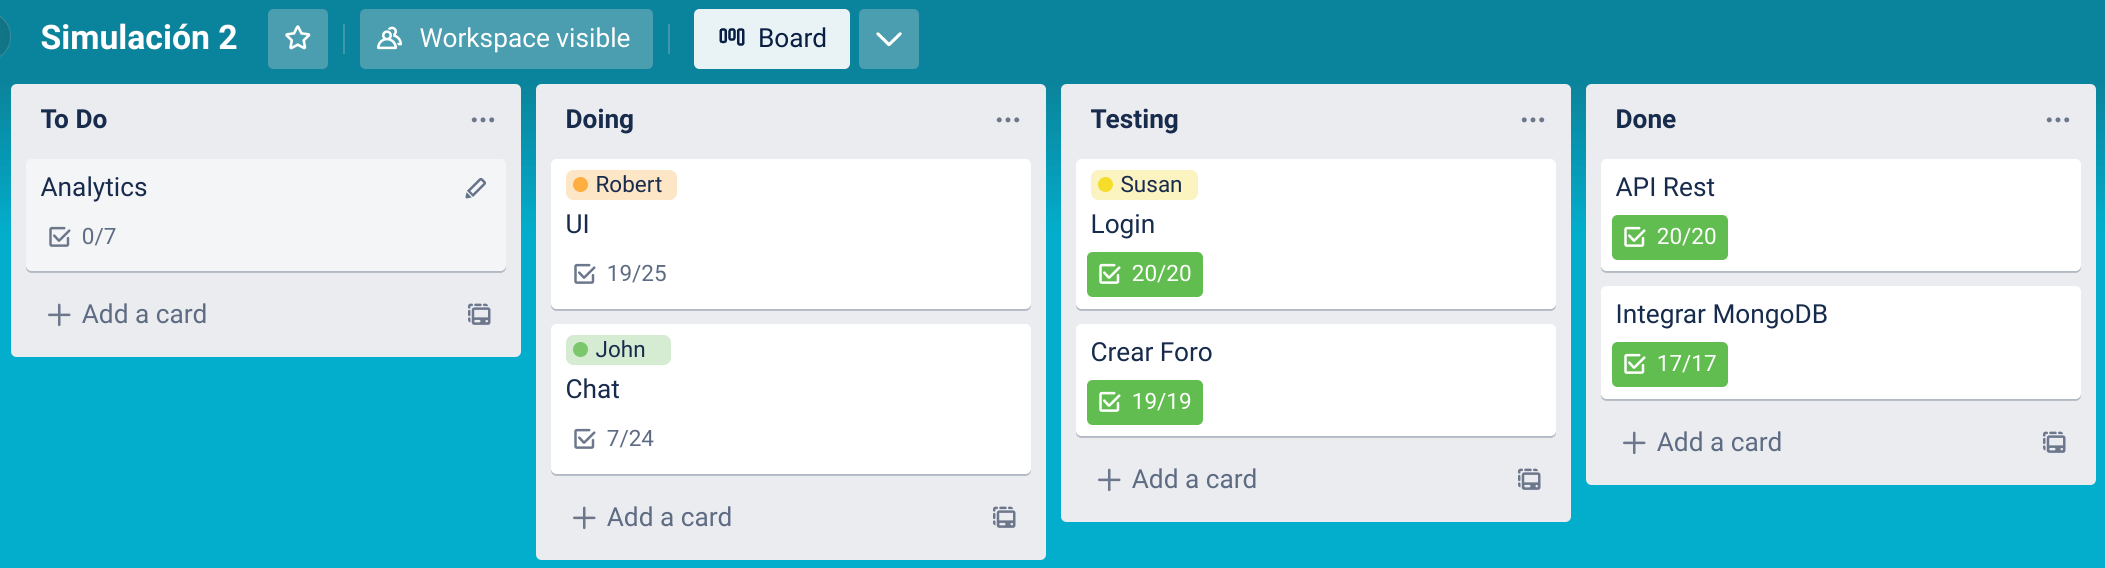 Simulación 2
Workspace visible
Board
To Do
Analytics
0/7
Add a card
Doing
Robert
UI
19/25
John
Chat
7/24
Add a card
Testing
Susan
Login
20/20
Crear Foro
19/19
Add a card
Done
API Rest
20/20
Integrar MongoDB
17/17
Add a card